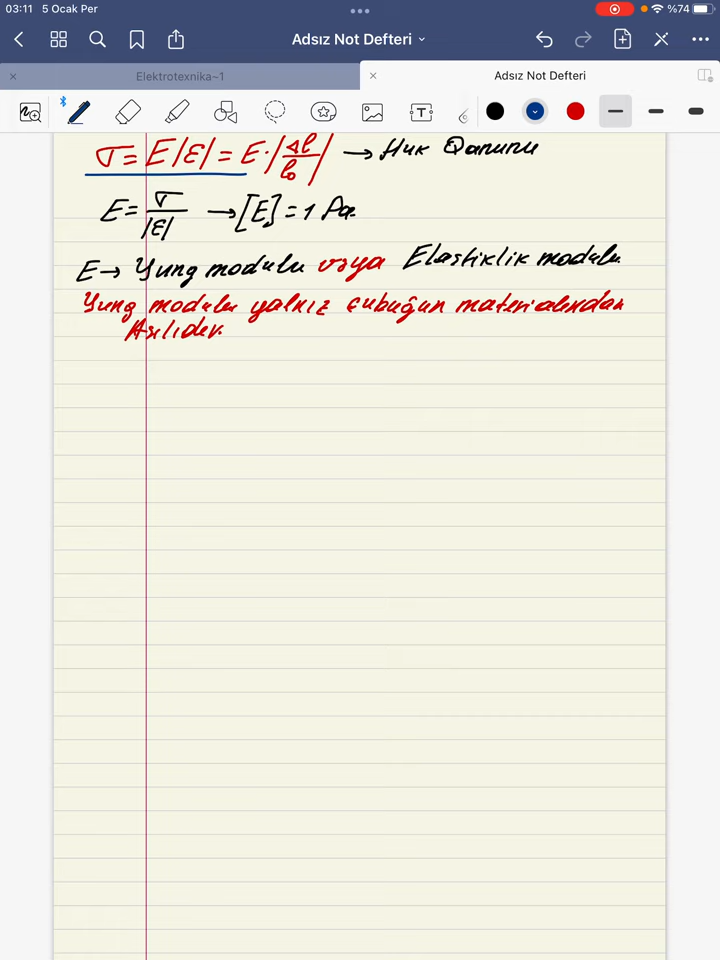 03:11 5 Ocak Per
%74
Adsız Not Defteri
Elektrotexnika~1
Adsız Not Defteri
T
σ = E|ε| = E·|Δl/l₀| → Huk Qanunu
E = σ/|ε| → [E] = 1 Pa
E → Yung modulu vəya Elastiklik modulu
Yung modulu yalnız çubuğun materialından
Asılıdır.